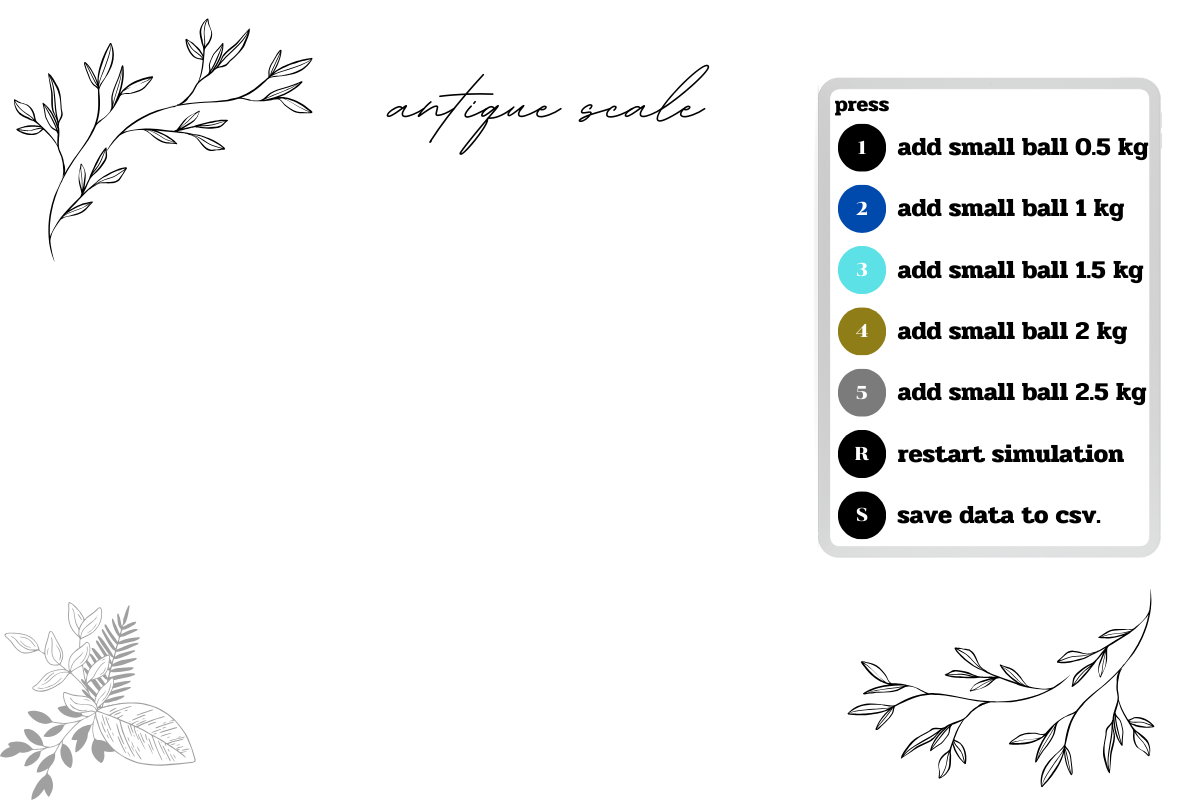 antique scale
press
1 add small ball 0.5 kg
2 add small ball 1 kg
3 add small ball 1.5 kg
4 add small ball 2 kg
5 add small ball 2.5 kg
R restart simulation
S save data to csv.